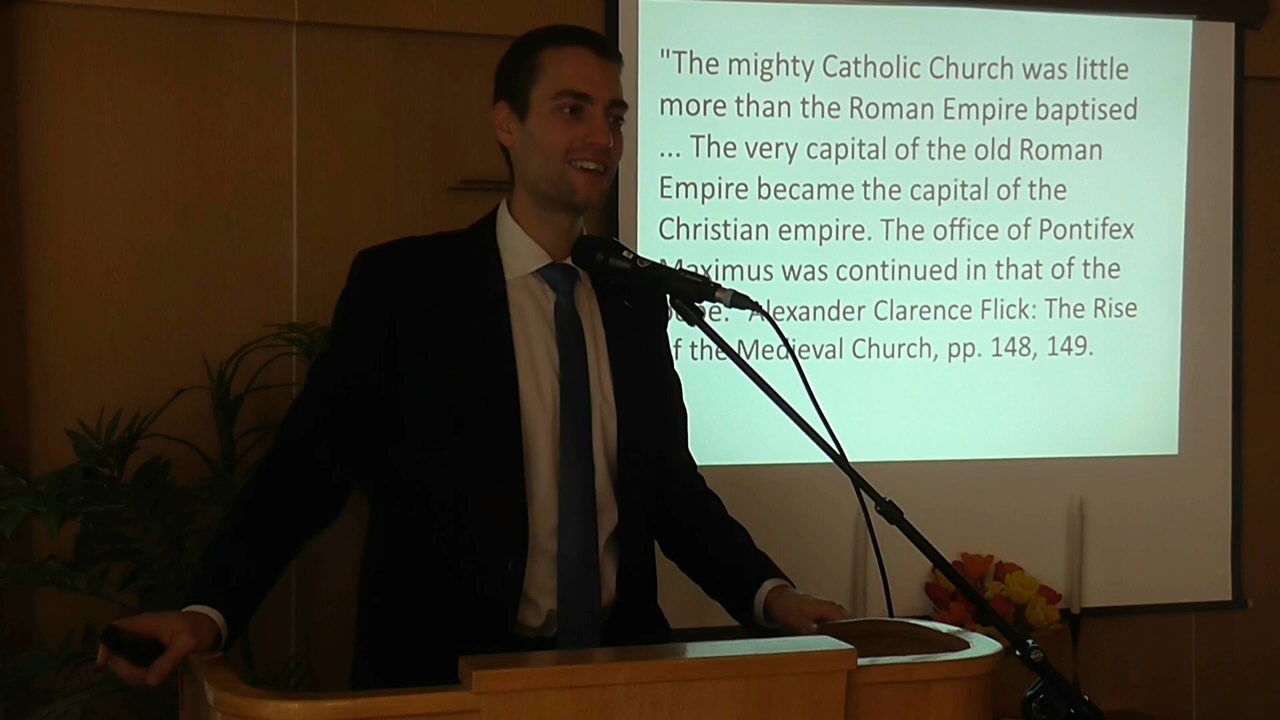 "The mighty Catholic Church was little
more than the Roman Empire baptised
... The very capital of the old Roman
Empire became the capital of the
Christian empire. The office of Pontifex
Maximus was continued in that of the
pope." Alexander Clarence Flick: The Rise
of the Medieval Church, pp. 148, 149.